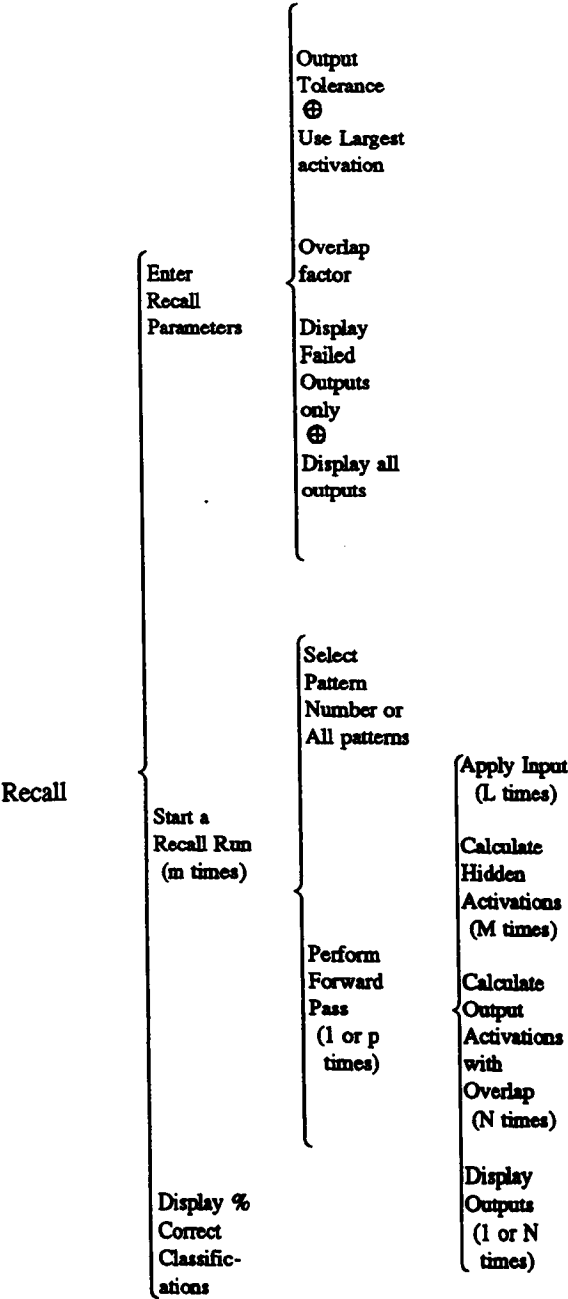 Output
Tolerance
⊕
Use Largest
activation
Overlap
factor
Display
Failed
Outputs
only
⊕
Display all
outputs
Enter
Recall
Parameters
Recall
Start a
Recall Run
(m times)
Select
Pattern
Number or
All patterns
Perform
Forward
Pass
(1 or p
times)
Apply Input
(L times)
Calculate
Hidden
Activations
(M times)
Calculate
Output
Activations
with
Overlap
(N times)
Display
Outputs
(1 or N
times)
Display %
Correct
Classific-
ations